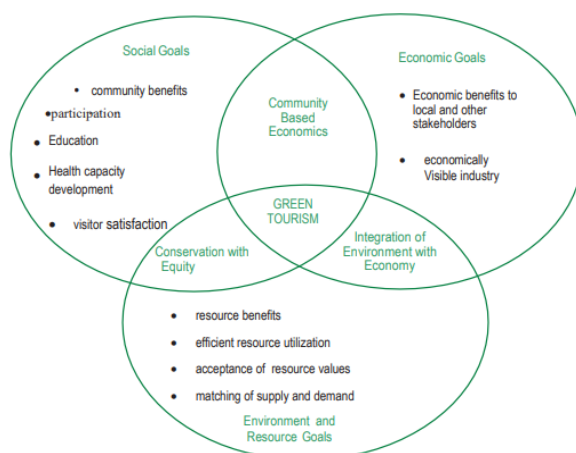 Social Goals
• community benefits
•participation
• Education
• Health capacity
development
• visitor satisfaction
Community
Based
Economics
Economic Goals
• Economic benefits to
local and other
stakeholders
• economically
Visible industry
GREEN
TOURISM
Conservation with
Equity
Integration of
Environment with
Economy
• resource benefits
• efficient resource utilization
• acceptance of resource values
• matching of supply and demand
Environment and
Resource Goals